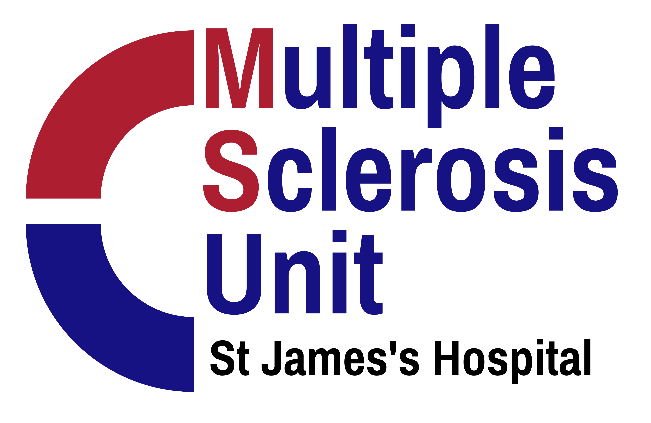 Multiple
Sclerosis
Unit
St James's Hospital